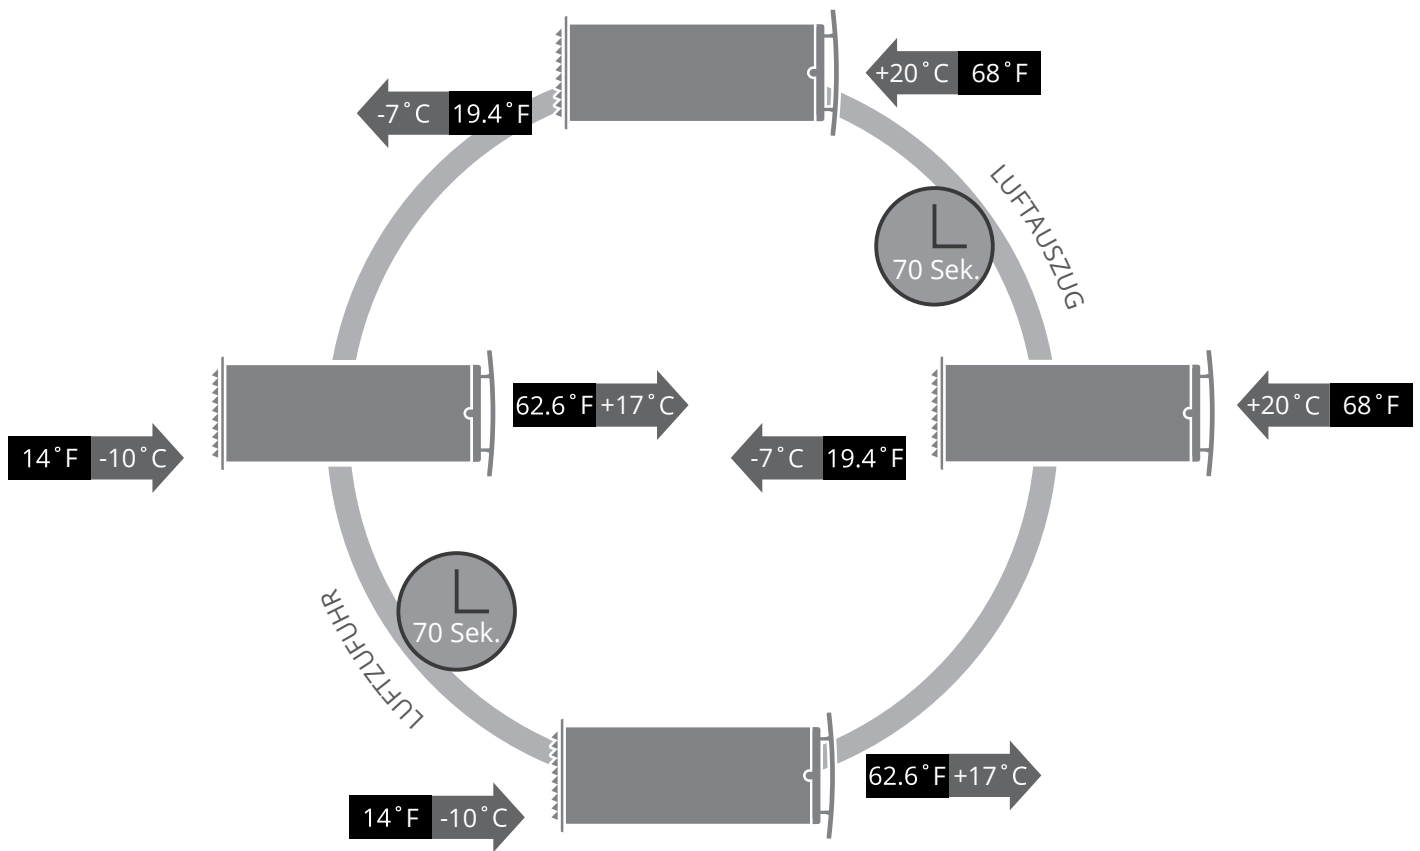 +20˚C 68˚F
-7˚C 19.4˚F
LUFTAUSZUG
70 Sek.
62.6˚F +17˚C
+20˚C 68˚F
14˚F -10˚C
-7˚C 19.4˚F
70 Sek.
LUFTZUFUHR
62.6˚F +17˚C
14˚F -10˚C